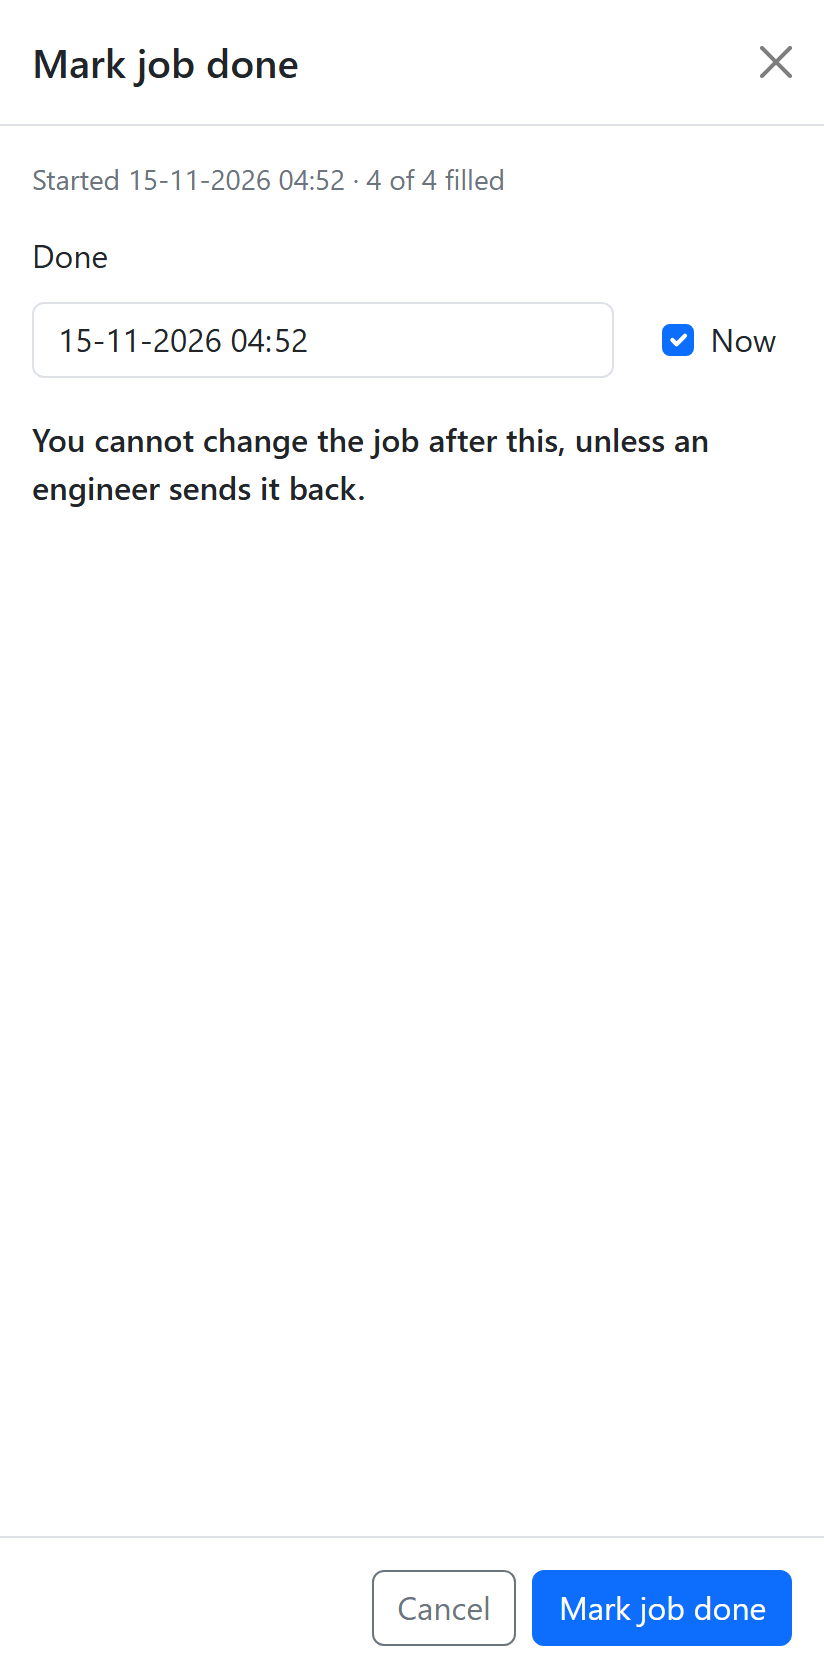 Mark job done
Started 15-11-2026 04:52 · 4 of 4 filled
Done
15-11-2026 04:52
Now
You cannot change the job after this, unless an
engineer sends it back.
Cancel
Mark job done